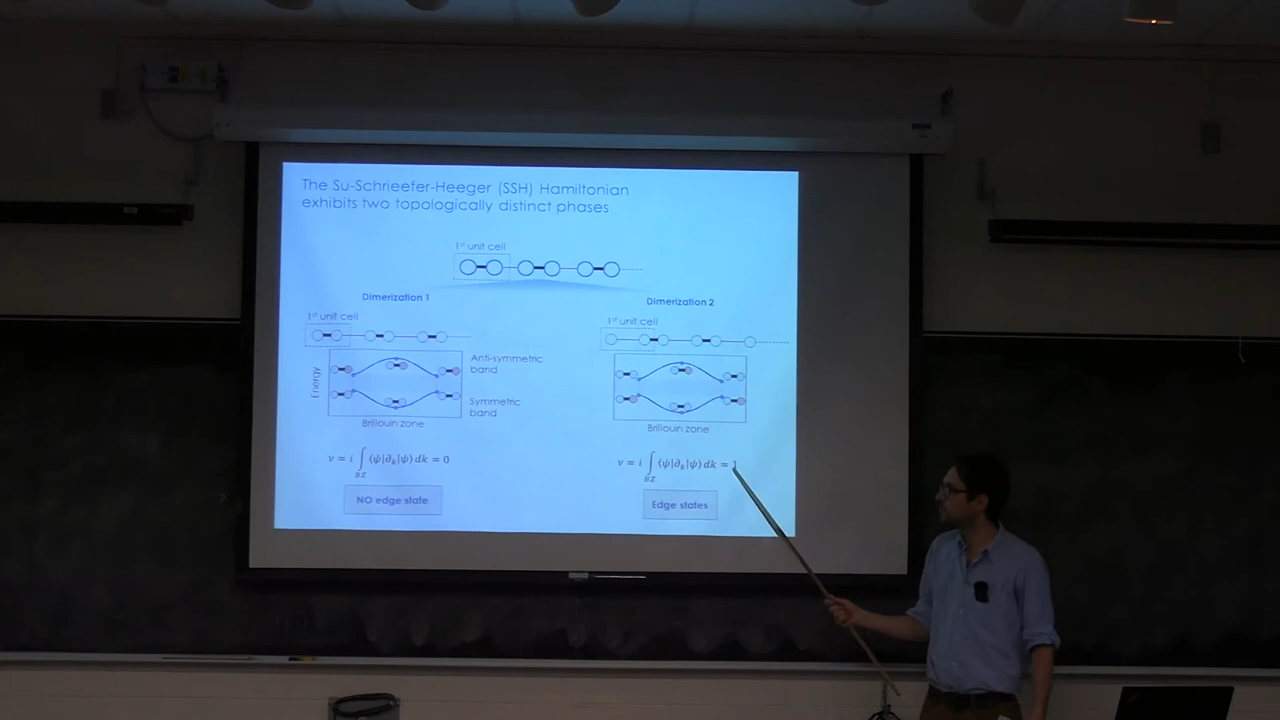 The Su-Schrieefer-Heeger (SSH) Hamiltonian
exhibits two topologically distinct phases
1st unit cell
Dimerization 1
1st unit cell
Energy
Anti-symmetric
band
Symmetric
band
Brillouin zone
ν = i ∫BZ ⟨ψ|∂k|ψ⟩ dk = 0
NO edge state
Dimerization 2
1st unit cell
Brillouin zone
ν = i ∫BZ ⟨ψ|∂k|ψ⟩ dk = 1
Edge states